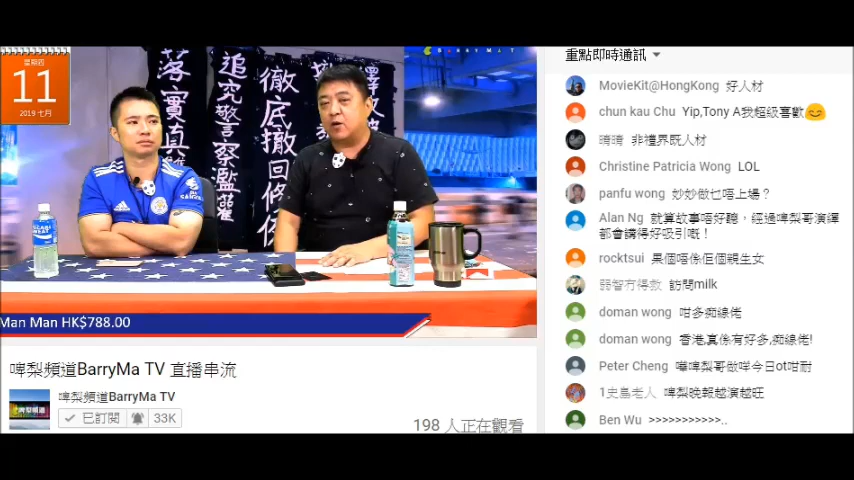 星期四
11
2019 七月
落實真
追究警察濫
徹底撤回修
BarryMa T
Man Man HK$788.00
啤梨頻道BarryMa TV 直播串流
啤梨頻道BarryMa TV
已訂閱 33K
198 人正在觀看
重點即時通訊
MovieKit@HongKong 好人材
chun kau Chu Yip,Tony A我超級喜歡😊
晴晴 非禮界既人材
Christine Patricia Wong LOL
panfu wong 妙妙做乜唔上場？
Alan Ng 就算故事唔好聽，經過啤梨哥演繹
都會講得好吸引嘅！
rocktsui 果個唔係佢個親生女
弱智冇得救 訪問milk
doman wong 咁多痴線佬
doman wong 香港,真係有好多,痴線佬!
Peter Cheng 嘩啤梨哥做咩今日ot咁耐
1史島老人 啤梨晚報越演越旺
Ben Wu >>>>>>>>>>>..